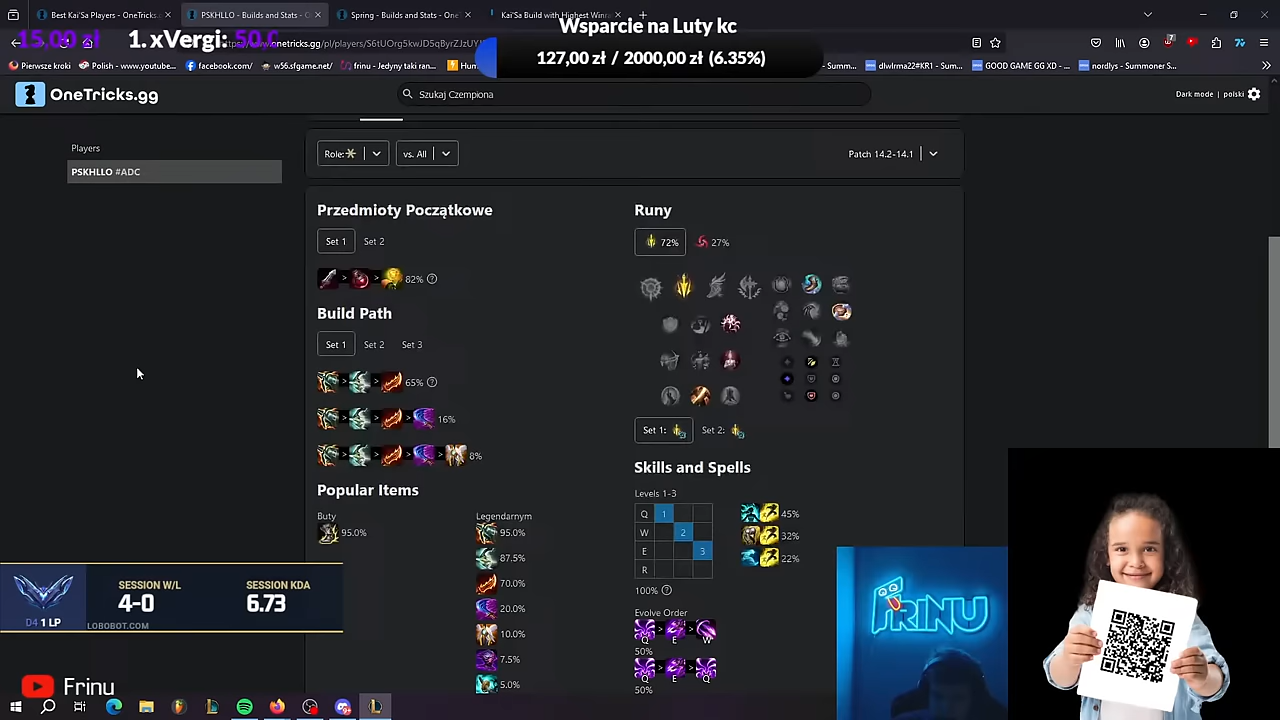 Best Kai'Sa Players - OneTricks.g
PSKHLLO - Builds and Stats - O
Spring - Builds and Stats - One
Kai'Sa Build with Highest Winra
15.00 zł
1. xVergi: 50.0
Wsparcie na Luty kc
127,00 zł / 2000,00 zł (6.35%)
Pierwsze kroki
Polish - www.youtube...
facebook.com/
w56.sfgame.net/
frinu - Jedyny taki ran...
Summ...
dlwlrma22#KR1 - Sum...
GOOD GAME GG XD - ...
nordlys - Summoner S...
OneTricks.gg
Szukaj Czempiona
Dark mode | polski
Players
PSKHLLO #ADC
Role:
vs. All
Patch 14.2-14.1
Przedmioty Początkowe
Set 1
Set 2
82%
Build Path
Set 1
Set 2
Set 3
65%
16%
8%
Popular Items
Buty
95.0%
Legendarnym
95.0%
87.5%
70.0%
20.0%
10.0%
7.5%
5.0%
Runy
72%
27%
Set 1:
Set 2:
Skills and Spells
Levels 1-3
Q 1
W 2
E 3
R
100%
45%
32%
22%
Evolve Order
Q > E > W
50%
Q > E > Q
50%
SESSION W/L
4-0
SESSION KDA
6.73
D4 1 LP
LOBOBOT.COM
Frinu
FRINU